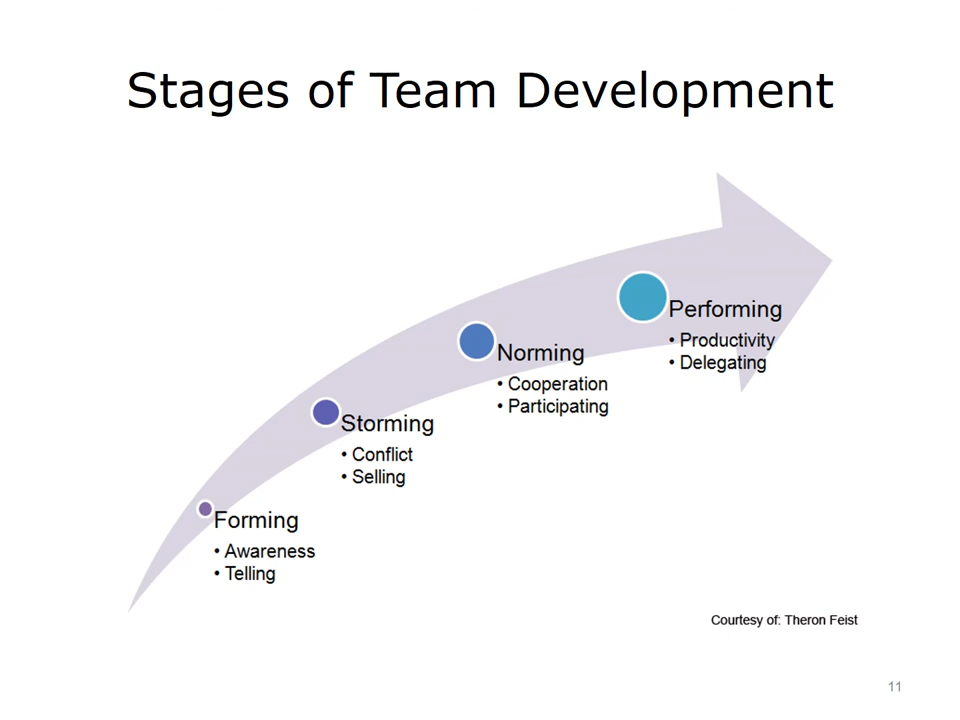 Stages of Team Development
Performing
• Productivity
• Delegating
Norming
• Cooperation
• Participating
Storming
• Conflict
• Selling
Forming
• Awareness
• Telling
Courtesy of: Theron Feist
11